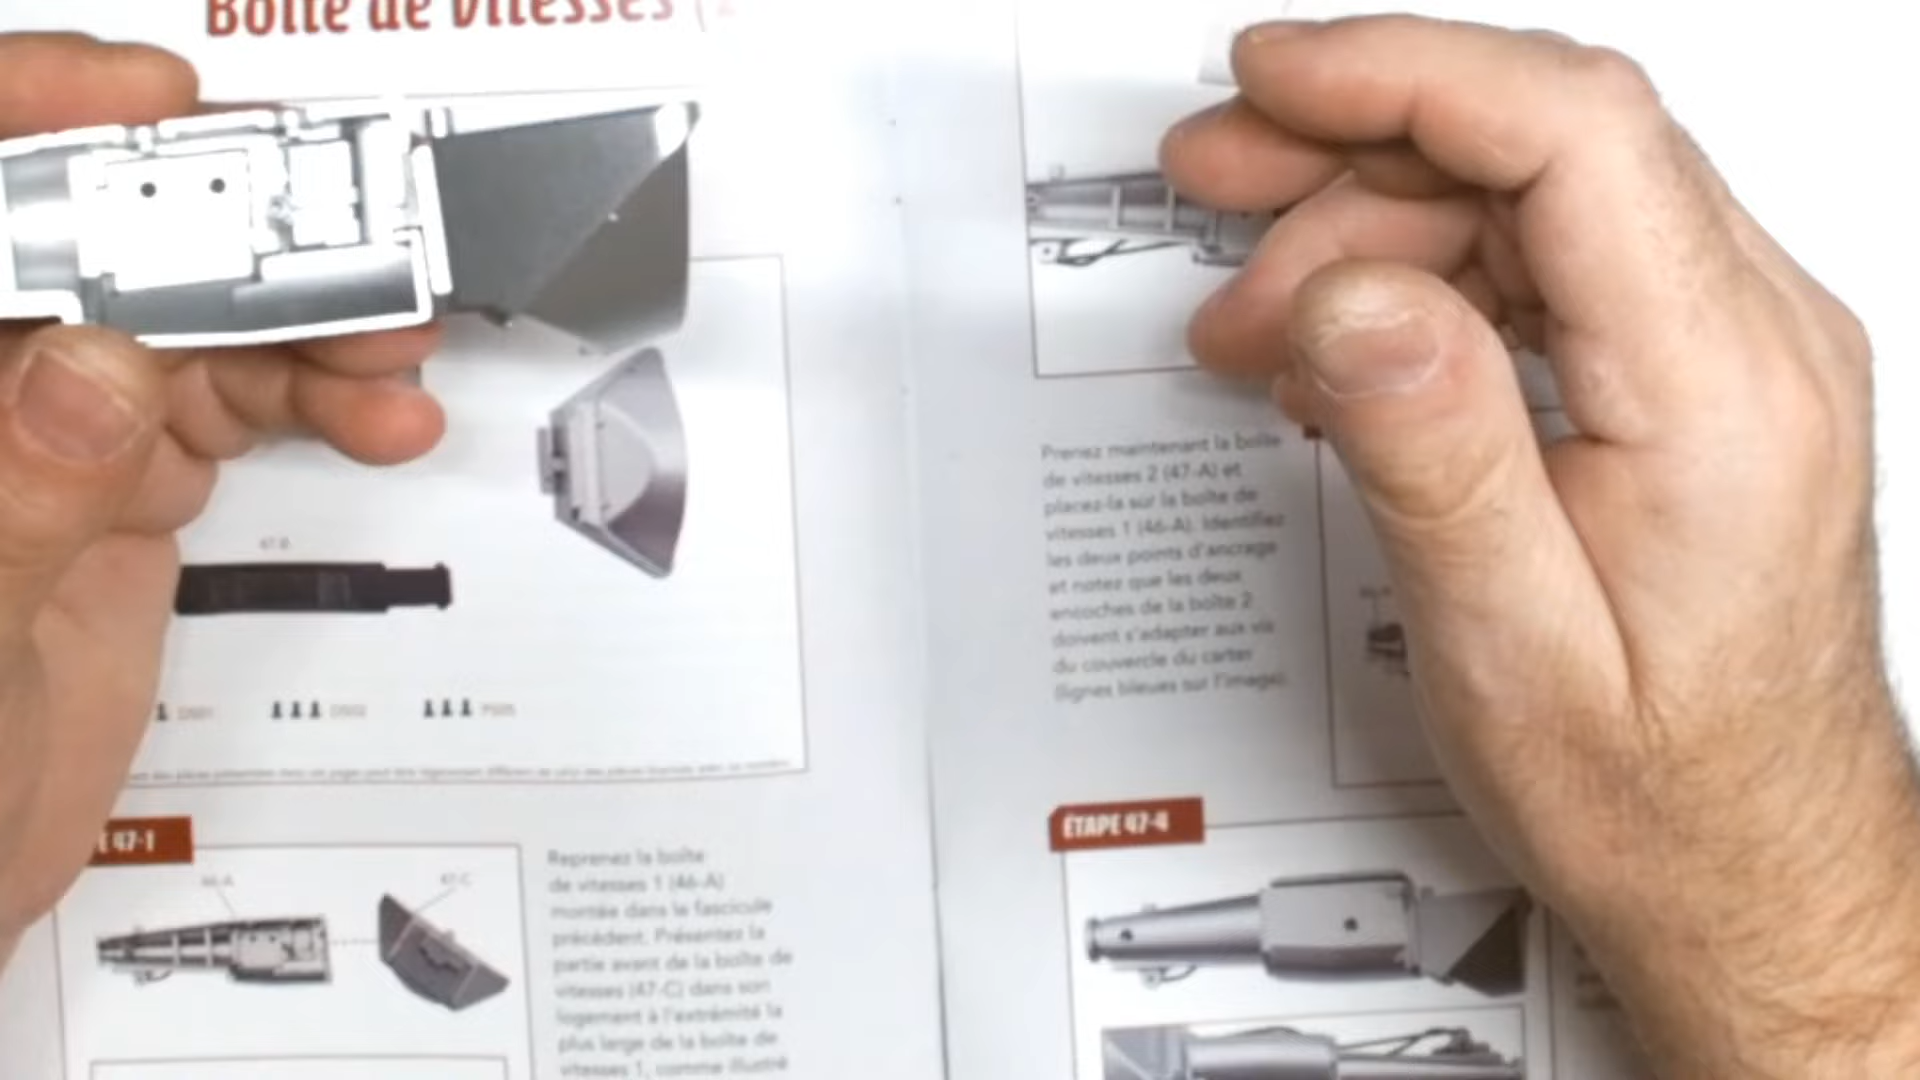 Boîte de vitesses (2
47-B
DS01
DS02
PS05
E 47-1
46-A
47-C
Reprenez la boîte
de vitesses 1 (46-A)
montée dans le fascicule
précédent. Présentez la
partie avant de la boîte de
vitesses (47-C) dans son
logement à l'extrémité la
plus large de la boîte de
vitesses 1, comme illustré
Prenez maintenant la boîte
de vitesses 2 (47-A) et
placez-la sur la boîte de
vitesses 1 (46-A). Identifiez
les deux points d'ancrage
et notez que les deux
encoches de la boîte 2
doivent s'adapter aux vis
du couvercle du carter
(lignes bleues sur l'image).
ÉTAPE 47-4